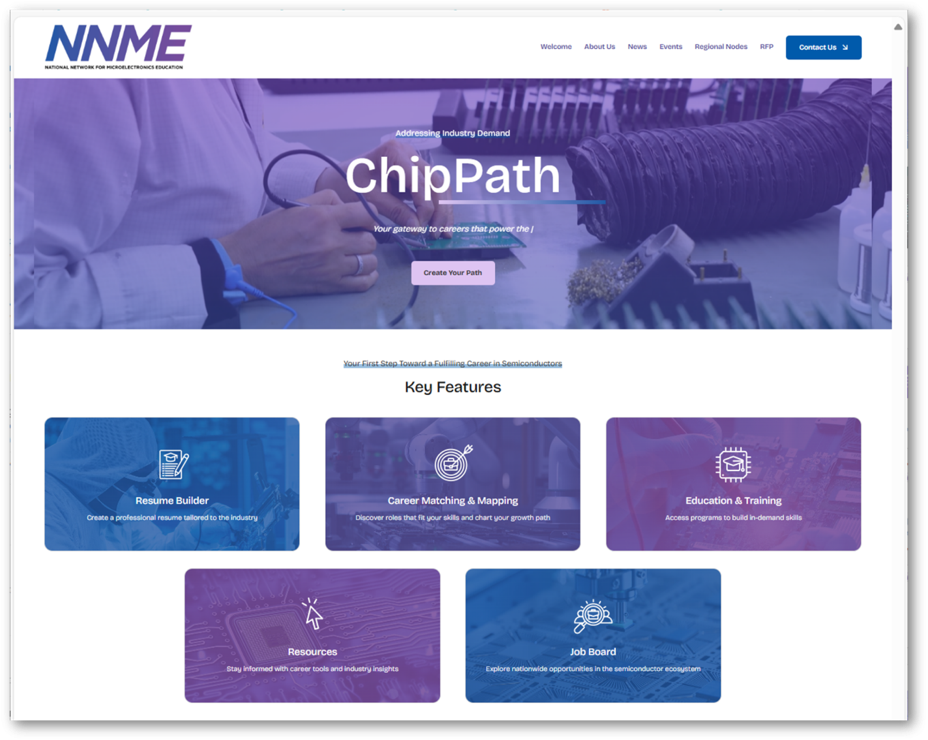 NNME
NATIONAL NETWORK FOR MICROELECTRONICS EDUCATION
Welcome About Us News Events Regional Nodes RFP Contact Us
Addressing Industry Demand
ChipPath
Your gateway to careers that power the |
Create Your Path
Your First Step Toward a Fulfilling Career in Semiconductors
Key Features
Resume Builder
Create a professional resume tailored to the industry
Career Matching & Mapping
Discover roles that fit your skills and chart your growth path
Education & Training
Access programs to build in-demand skills
Resources
Stay informed with career tools and industry insights
Job Board
Explore nationwide opportunities in the semiconductor ecosystem